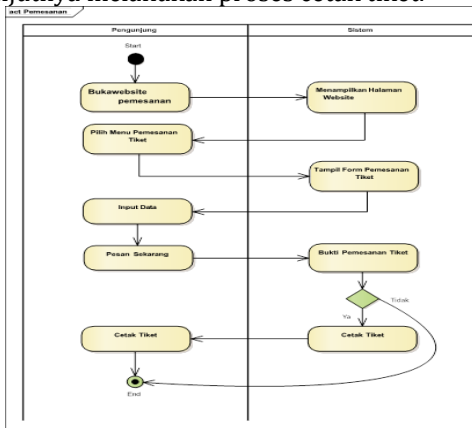 act Pemesanan
Pengunjung
Sistem
Start
Bukawebsite
pemesanan
Menampilkan Halaman
Website
Pilih Menu Pemesanan
Tiket
Tampil Form Pemesanan
Tiket
Input Data
Pesan Sekarang
Bukti Pemesanan Tiket
Tidak
Ya
Cetak Tiket
Cetak Tiket
End